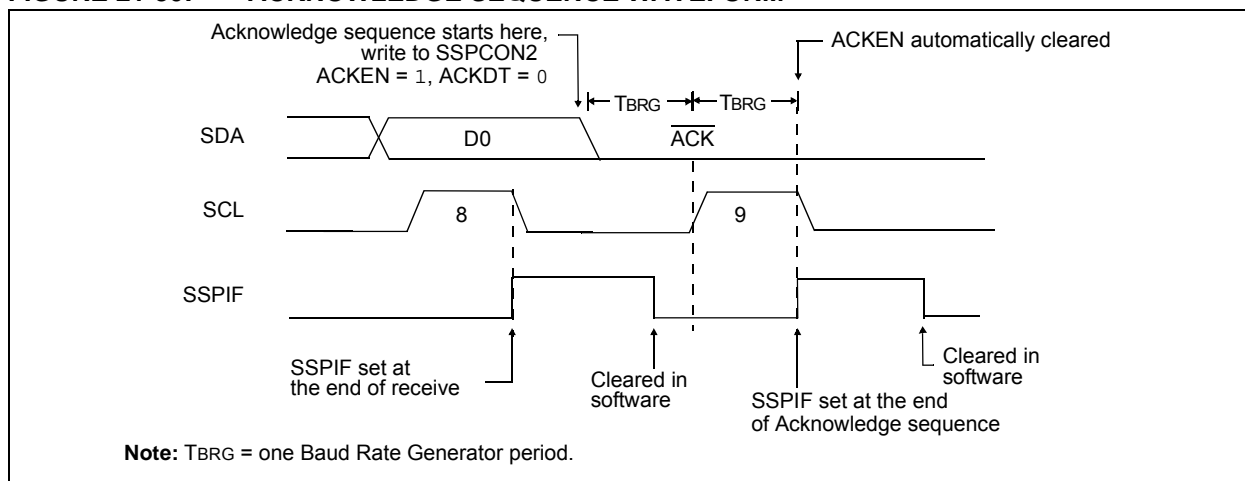 Acknowledge sequence starts here,
write to SSPCON2
ACKEN = 1, ACKDT = 0
ACKEN automatically cleared
TBRG
TBRG
SDA
D0
ACK
SCL
8
9
SSPIF
SSPIF set at
the end of receive
Cleared in
software
SSPIF set at the end
of Acknowledge sequence
Cleared in
software
Note: TBRG = one Baud Rate Generator period.